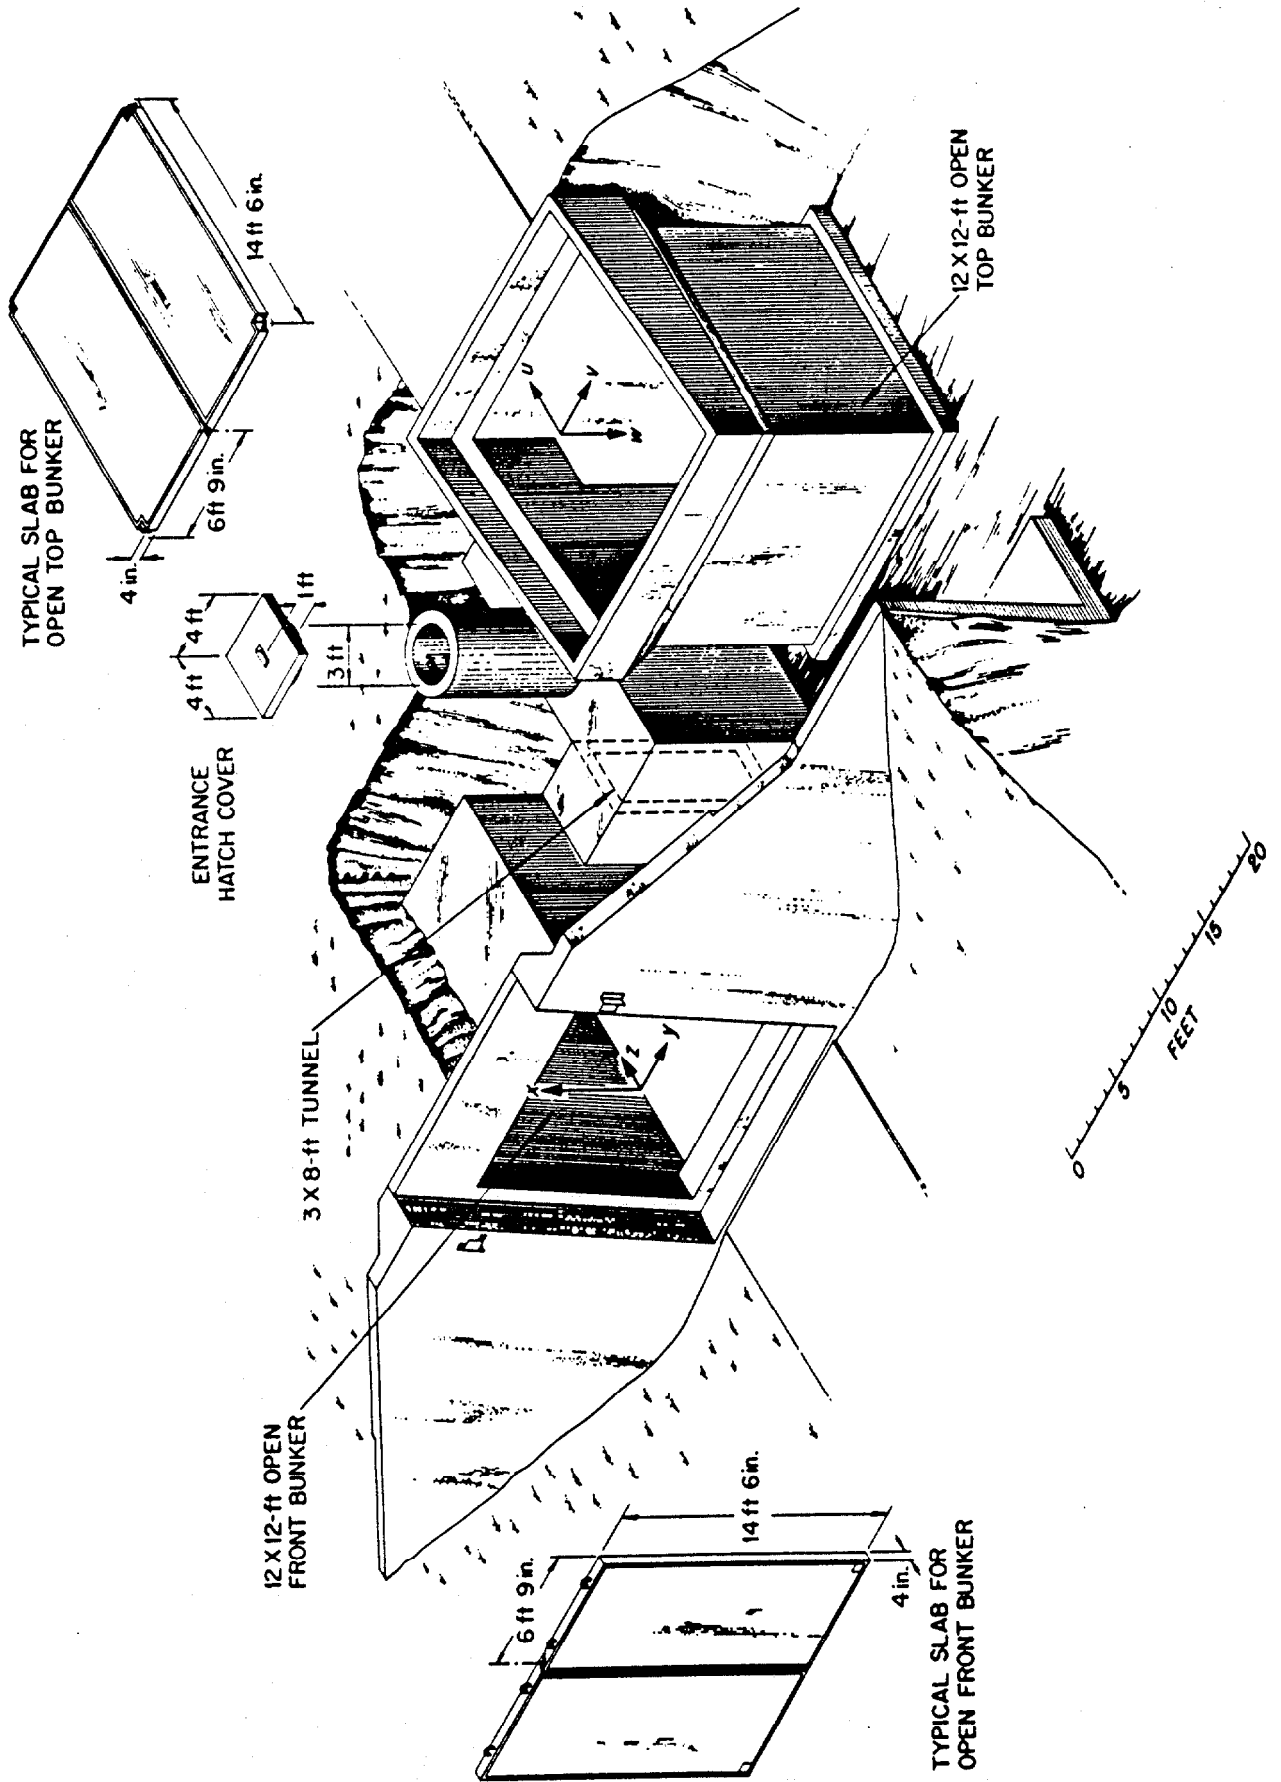 TYPICAL SLAB FOR
OPEN TOP BUNKER
4 in.
6 ft 9 in.
14 ft 6 in.
ENTRANCE
HATCH COVER
4 ft
4 ft
1 ft
3 ft
3 X 8-ft TUNNEL
12 X 12-ft OPEN
FRONT BUNKER
x
z
y
u
v
w
12 X 12-ft OPEN
TOP BUNKER
6 ft 9 in.
14 ft 6 in.
4 in.
TYPICAL SLAB FOR
OPEN FRONT BUNKER
0
5
10
15
20
FEET